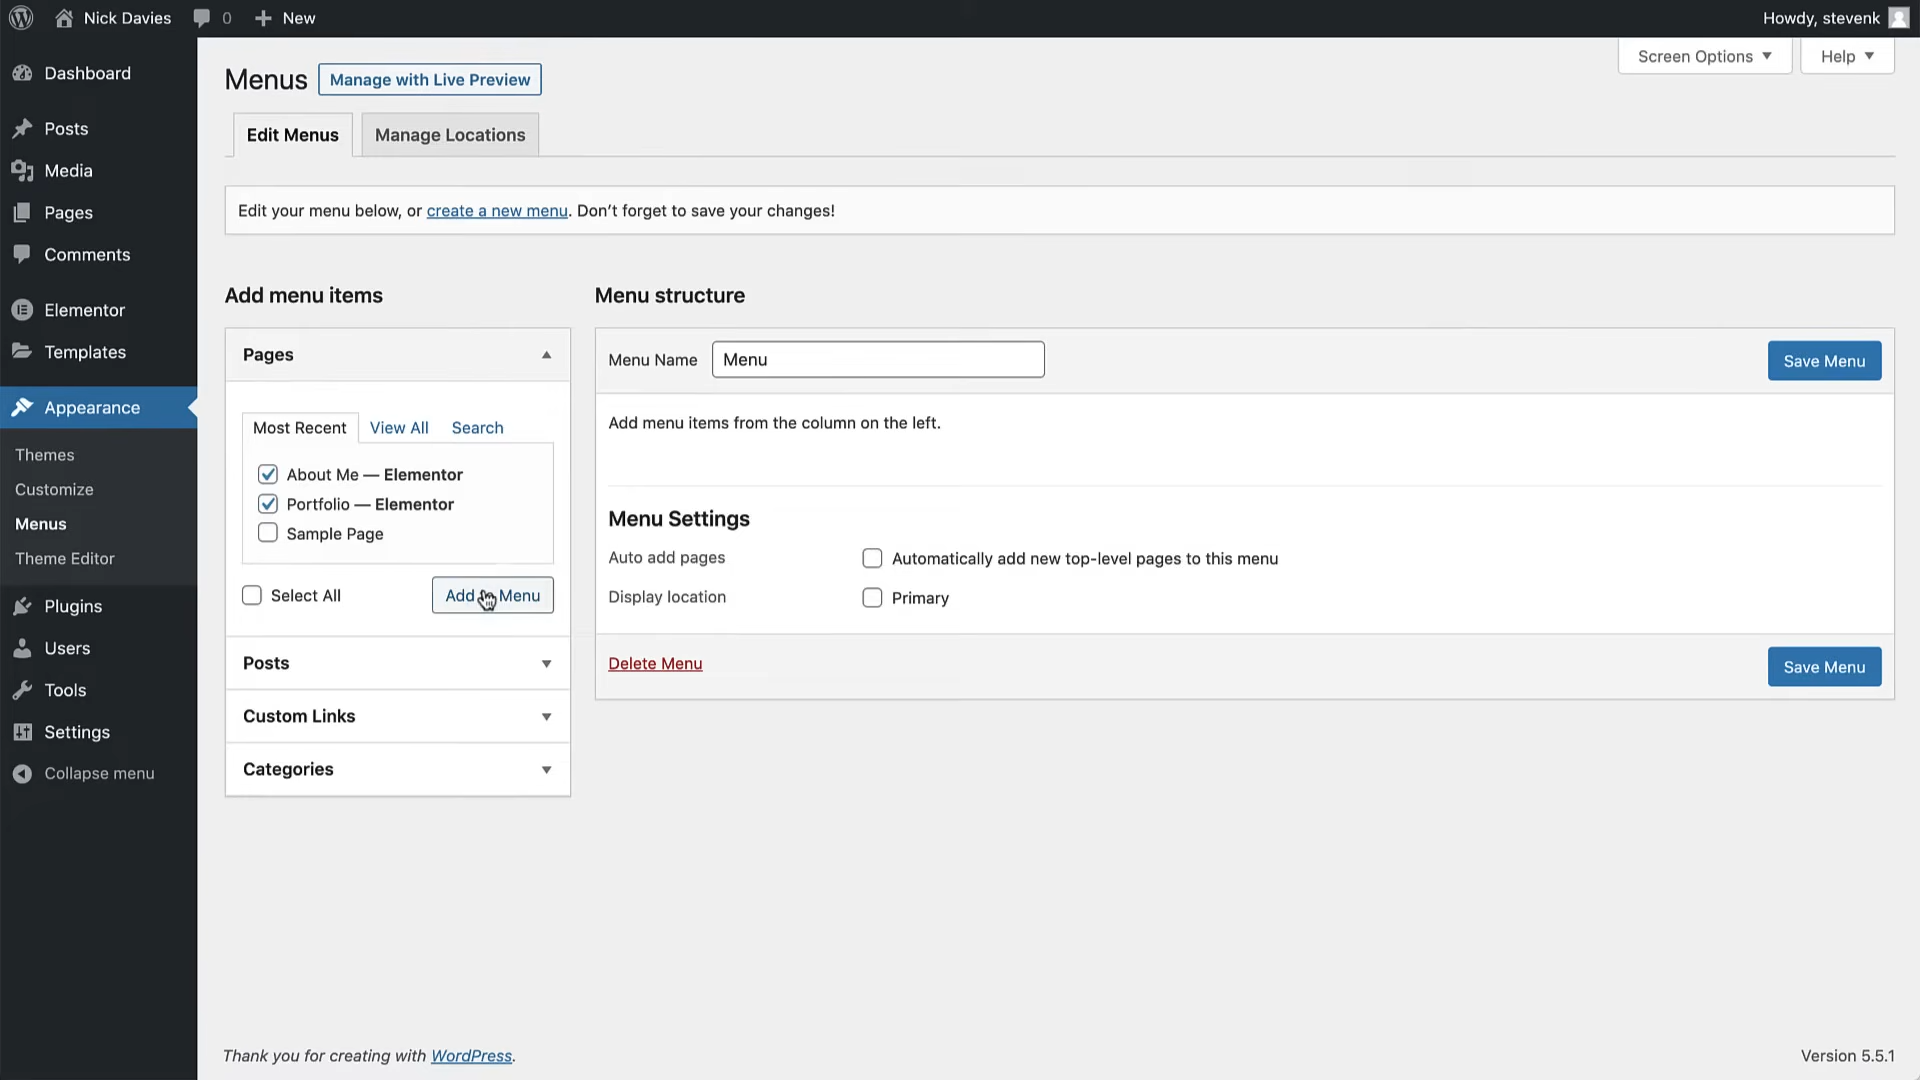 Nick Davies 0 New Howdy, stevenk
Screen Options Help
Dashboard
Posts
Media
Pages
Comments
Elementor
Templates
Appearance
Themes
Customize
Menus
Theme Editor
Plugins
Users
Tools
Settings
Collapse menu
Menus Manage with Live Preview
Edit Menus Manage Locations
Edit your menu below, or create a new menu. Don’t forget to save your changes!
Add menu items
Pages
Most Recent View All Search
About Me — Elementor
Portfolio — Elementor
Sample Page
Select All Add to Menu
Posts
Custom Links
Categories
Menu structure
Menu Name Menu Save Menu
Add menu items from the column on the left.
Menu Settings
Auto add pages Automatically add new top-level pages to this menu
Display location Primary
Delete Menu Save Menu
Thank you for creating with WordPress. Version 5.5.1